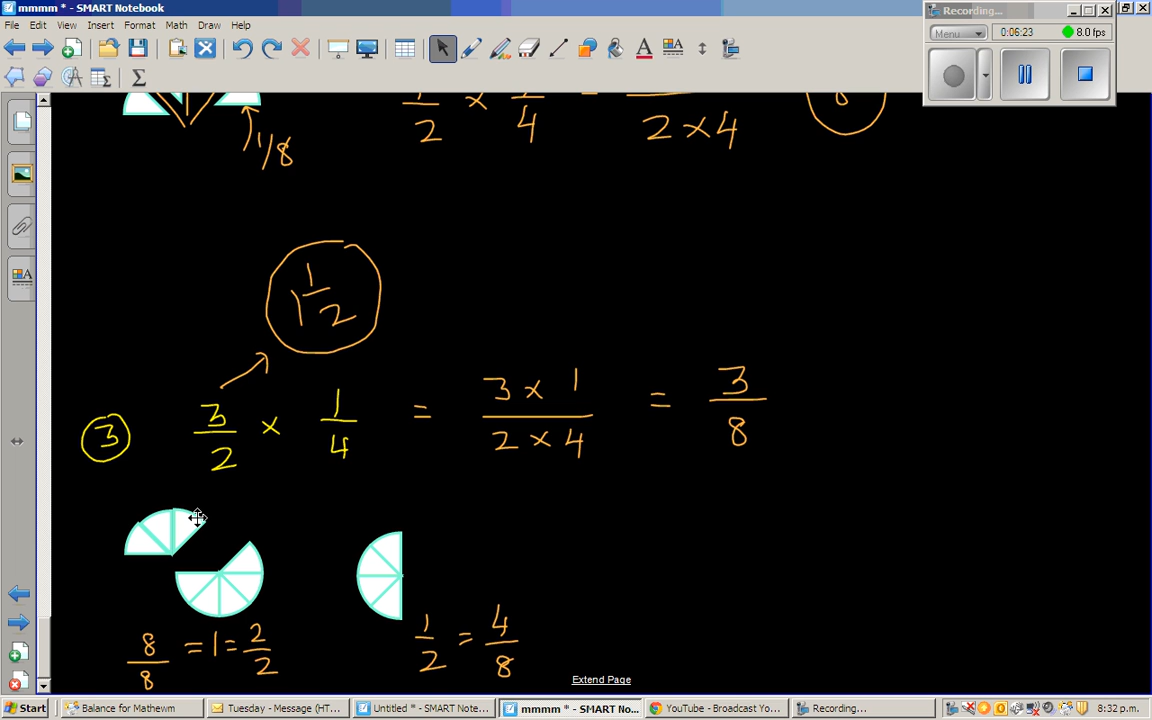 mmmm * - SMART Notebook
File Edit View Insert Format Math Draw Help
Recording...
Menu 0:06:23 8.0 fps
1/2 × 1/4 = 2 × 4
1/8
1 1/2
3 3/2 × 1/4 = 3 × 1 / 2 × 4 = 3/8
8/8 = 1 = 2/2 1/2 = 4/8
Extend Page
Start Balance for Mathewm Tuesday - Message (HT... Untitled * - SMART Not... mmmm * - SMART No... YouTube - Broadcast Yo... Recording... 8:32 p.m.